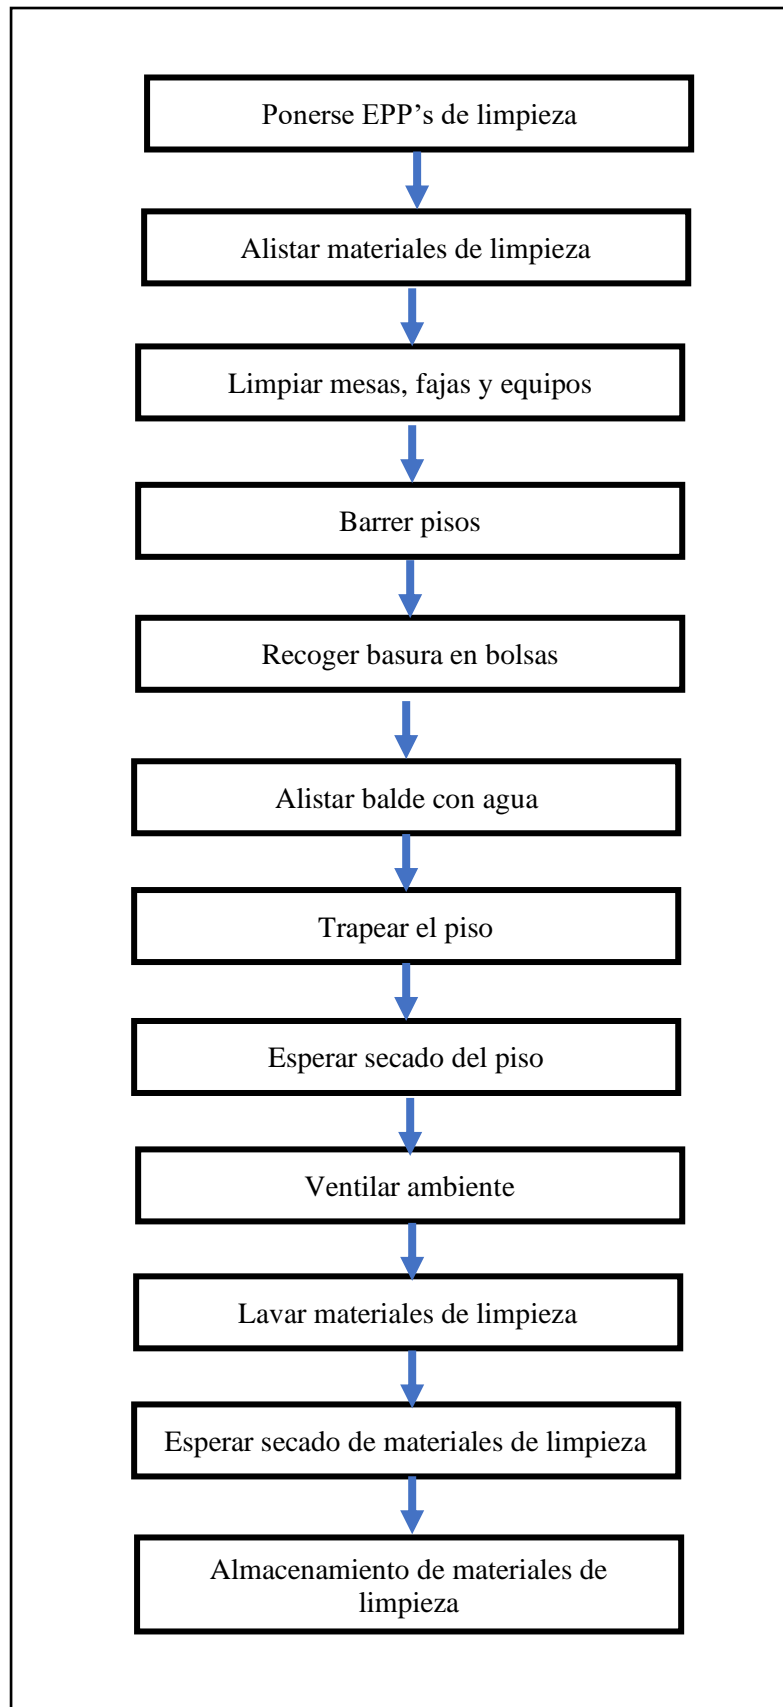 Ponerse EPP’s de limpieza
Alistar materiales de limpieza
Limpiar mesas, fajas y equipos
Barrer pisos
Recoger basura en bolsas
Alistar balde con agua
Trapear el piso
Esperar secado del piso
Ventilar ambiente
Lavar materiales de limpieza
Esperar secado de materiales de limpieza
Almacenamiento de materiales de
limpieza